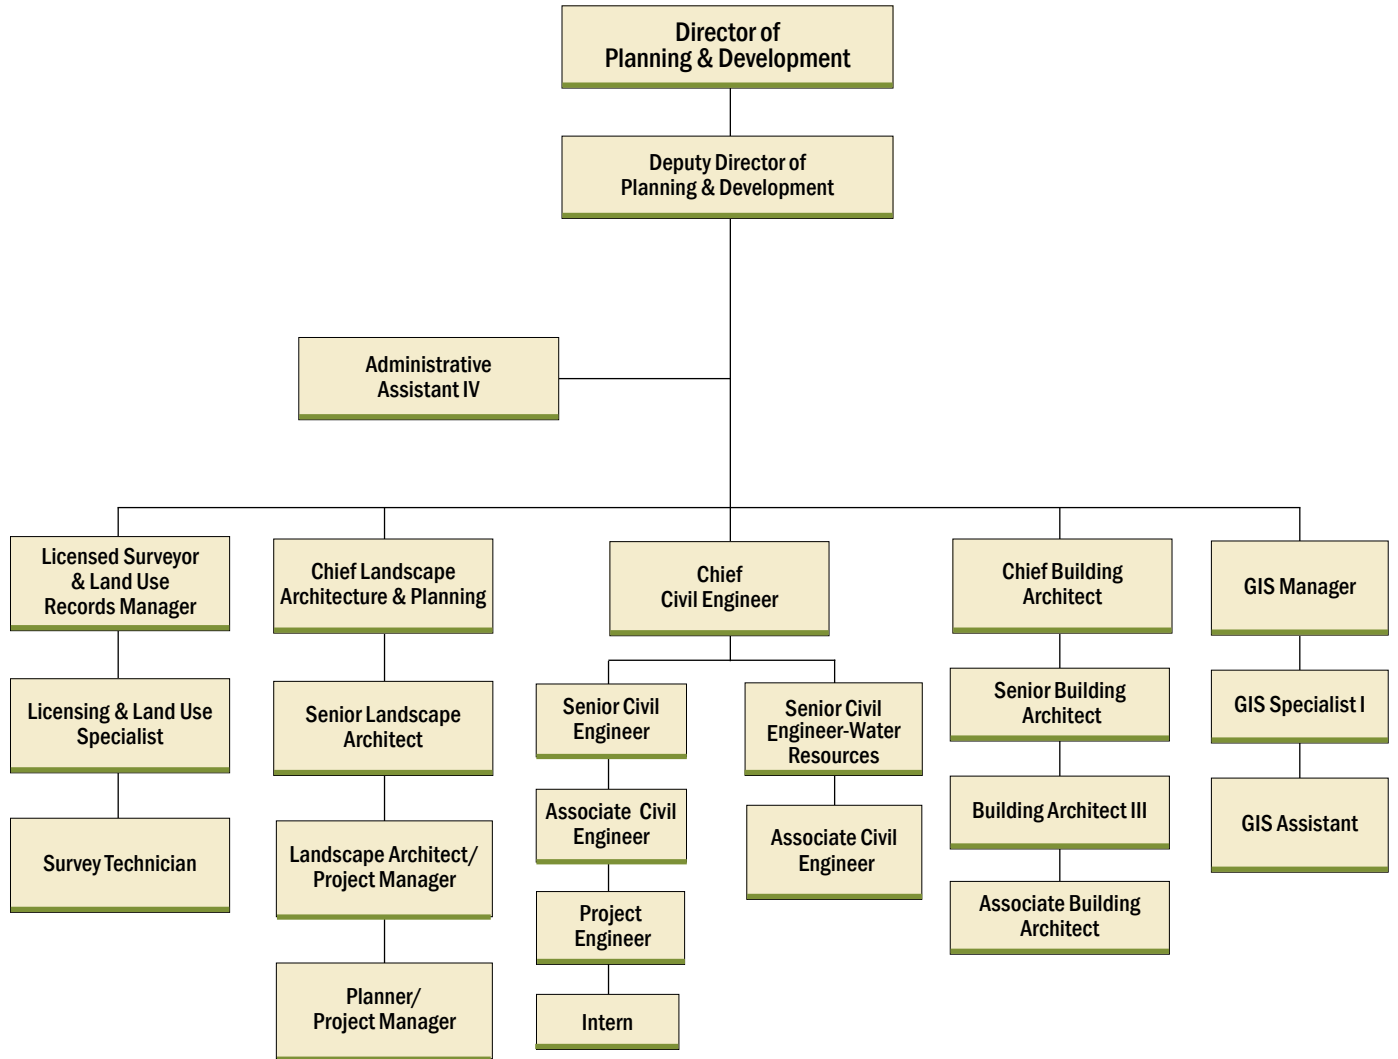 Director of
Planning & Development
Deputy Director of
Planning & Development
Administrative
Assistant IV
Licensed Surveyor
& Land Use
Records Manager
Licensing & Land Use
Specialist
Survey Technician
Chief Landscape
Architecture & Planning
Senior Landscape
Architect
Landscape Architect/
Project Manager
Planner/
Project Manager
Chief
Civil Engineer
Senior Civil
Engineer
Associate Civil
Engineer
Project
Engineer
Intern
Senior Civil
Engineer-Water
Resources
Associate Civil
Engineer
Chief Building
Architect
Senior Building
Architect
Building Architect III
Associate Building
Architect
GIS Manager
GIS Specialist I
GIS Assistant